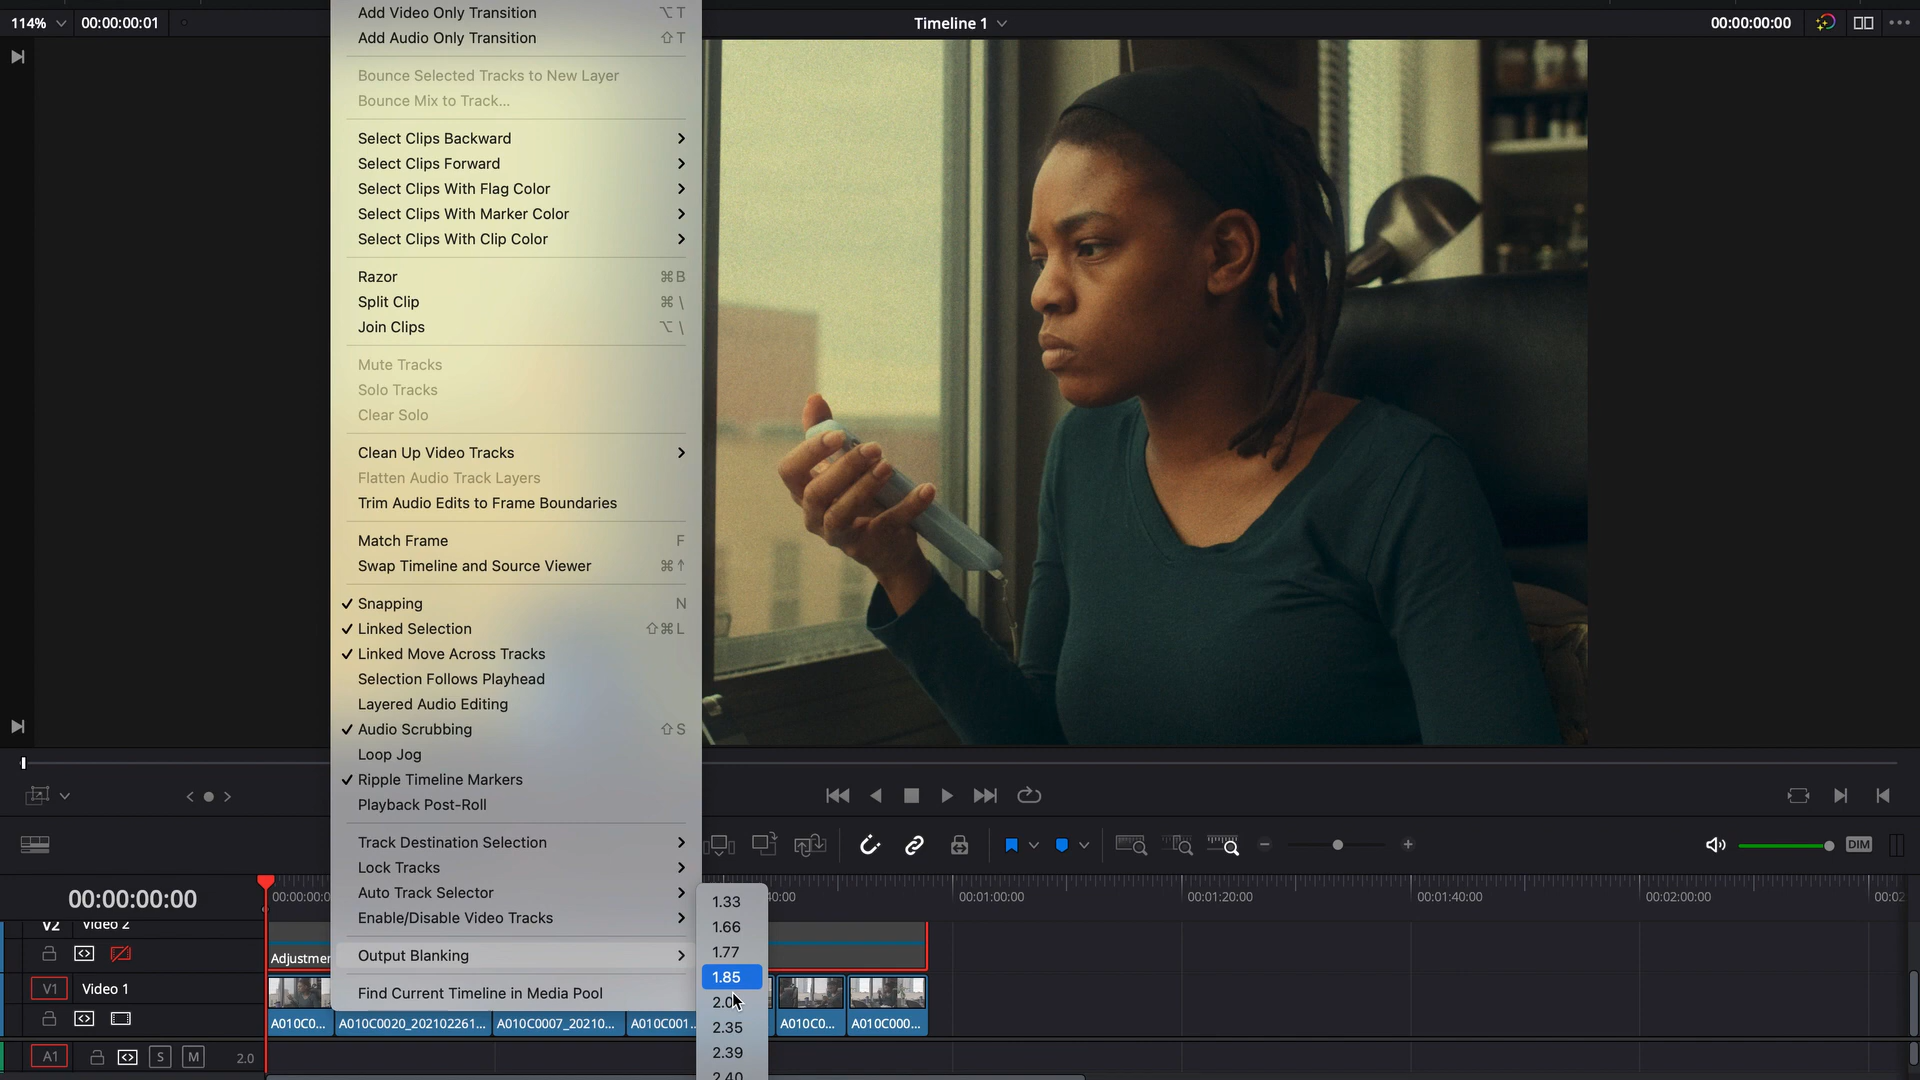 114%
00:00:00:01
Timeline 1
00:00:00:00
Add Video Only Transition ⌥ T
Add Audio Only Transition ⇧ T
Bounce Selected Tracks to New Layer
Bounce Mix to Track...
Select Clips Backward
Select Clips Forward
Select Clips With Flag Color
Select Clips With Marker Color
Select Clips With Clip Color
Razor ⌘ B
Split Clip ⌘ \
Join Clips ⌥ \
Mute Tracks
Solo Tracks
Clear Solo
Clean Up Video Tracks
Flatten Audio Track Layers
Trim Audio Edits to Frame Boundaries
Match Frame F
Swap Timeline and Source Viewer ⌘ ↑
✓ Snapping N
✓ Linked Selection ⇧ ⌘ L
✓ Linked Move Across Tracks
Selection Follows Playhead
Layered Audio Editing
✓ Audio Scrubbing ⇧ S
Loop Jog
✓ Ripple Timeline Markers
Playback Post-Roll
Track Destination Selection
Lock Tracks
Auto Track Selector
Enable/Disable Video Tracks
Output Blanking
Find Current Timeline in Media Pool
1.33
1.66
1.77
1.85
2.35
2.39
2.40
DIM
00:00:00:00
00:01:00:00
00:01:20:00
00:01:40:00
00:02:00:00
V2 Video 2
V1 Video 1
A010C0...
A010C0020_202102261...
A010C0007_20210...
A010C001...
A010C0...
A010C000...
A1
S
M
2.0